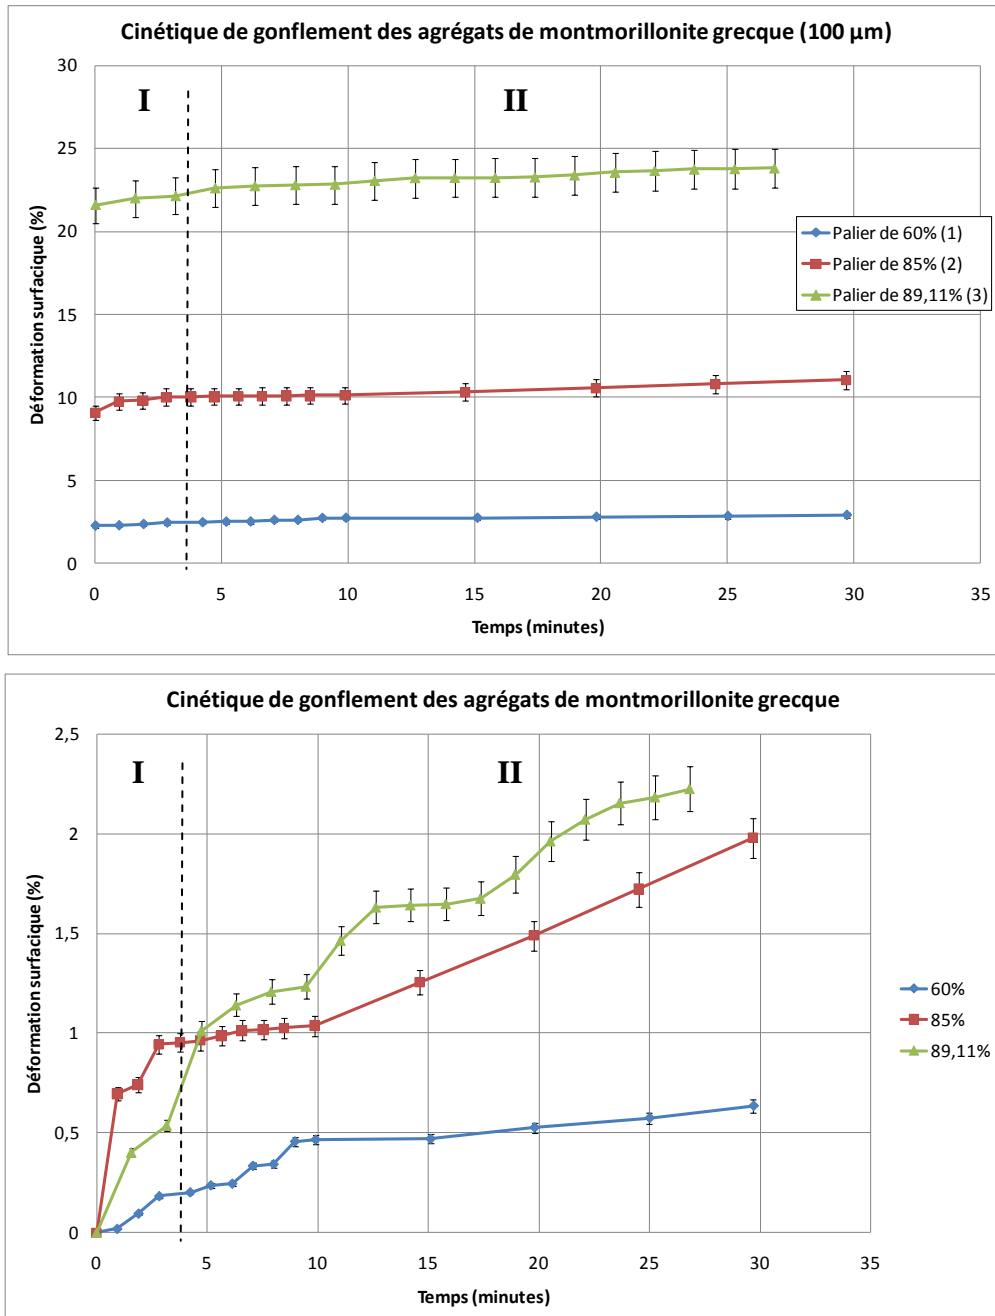 Cinétique de gonflement des agrégats de montmorillonite grecque (100 µm)
30
25
20
15
10
5
0
I
II
Déformation surfacique (%)
Palier de 60% (1)
Palier de 85% (2)
Palier de 89,11% (3)
0 5 10 15 20 25 30 35
Temps (minutes)
Cinétique de gonflement des agrégats de montmorillonite grecque
2,5
2
1,5
1
0,5
0
I
II
Déformation surfacique (%)
60%
85%
89,11%
0 5 10 15 20 25 30 35
Temps (minutes)